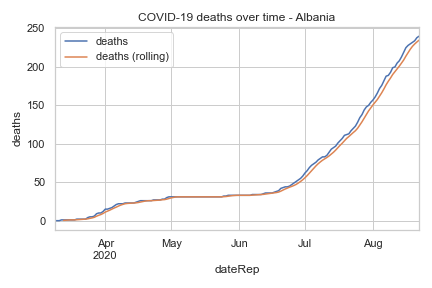 COVID-19 deaths over time - Albania
deaths
deaths (rolling)
250
200
150
100
50
0
deaths
Apr
2020
May
Jun
Jul
Aug
dateRep